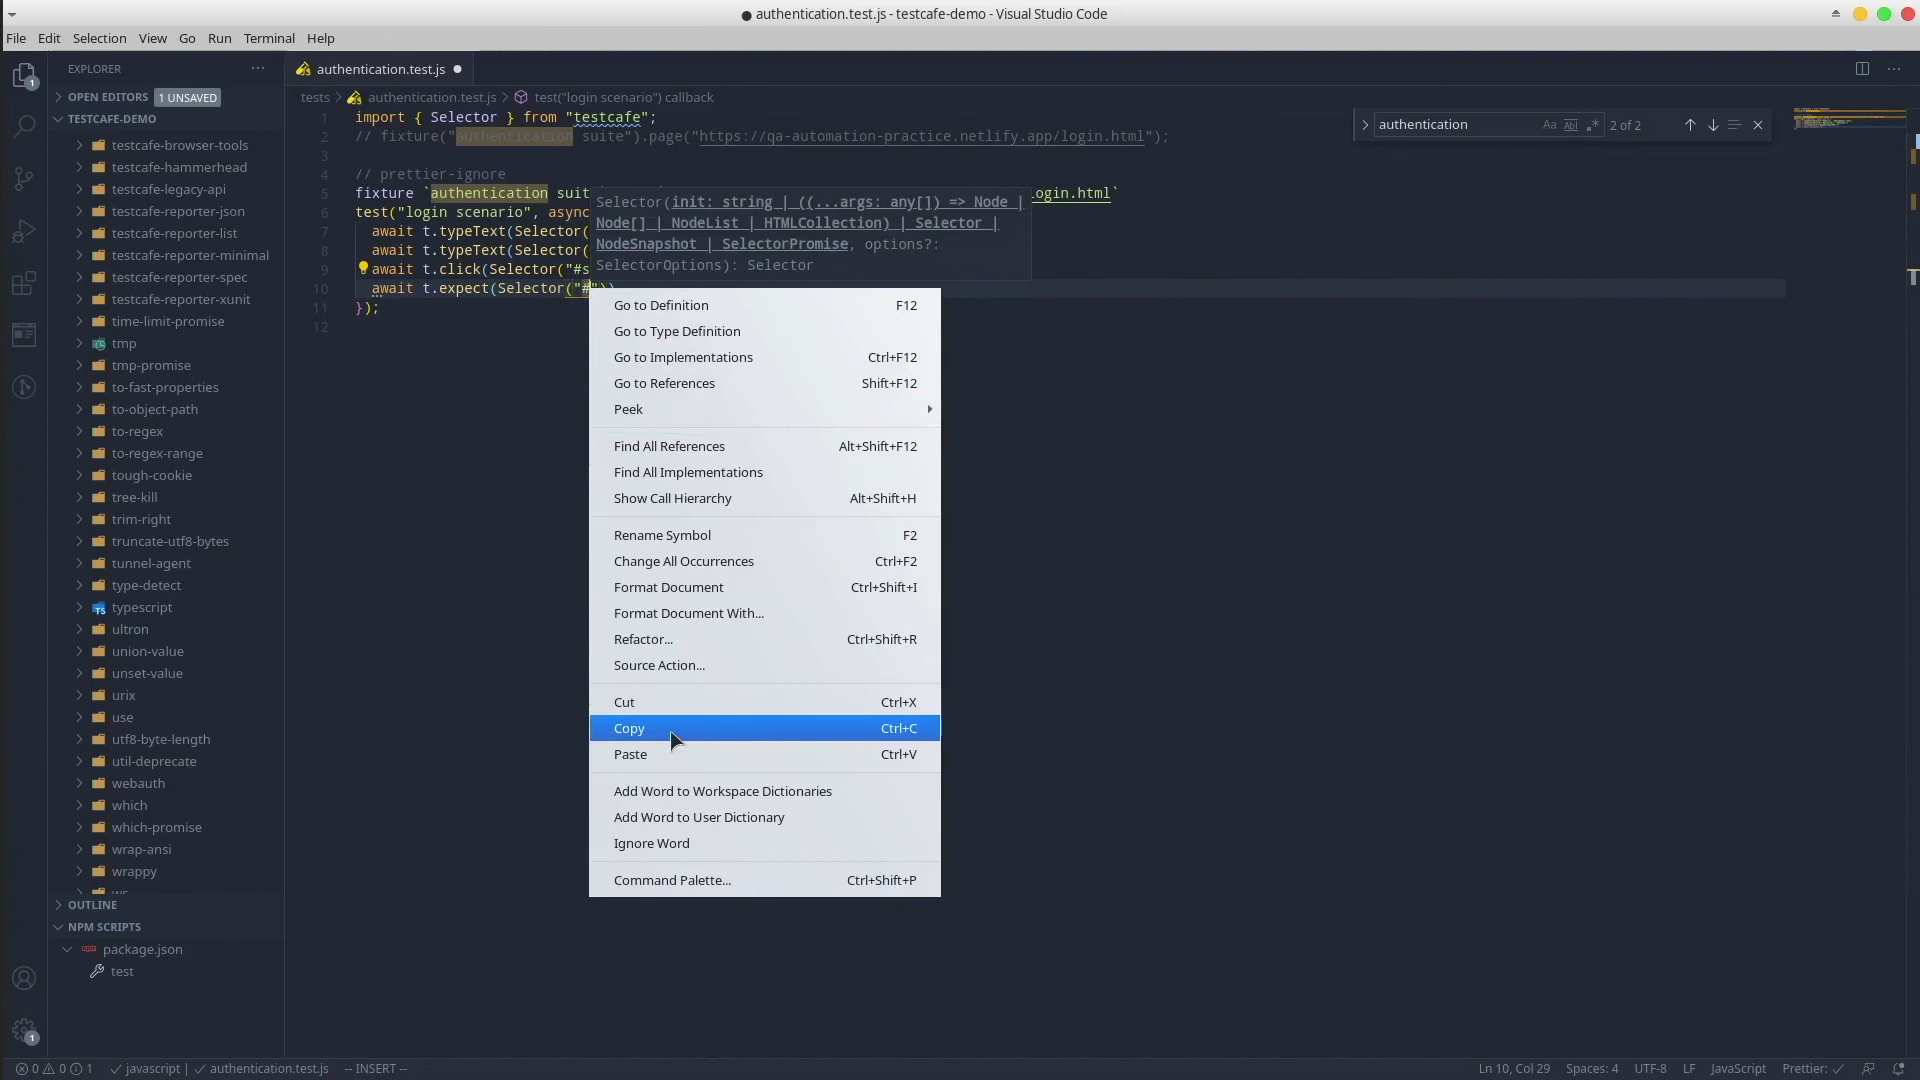 authentication.test.js - testcafe-demo - Visual Studio Code
File Edit Selection View Go Run Terminal Help
EXPLORER
OPEN EDITORS 1 UNSAVED
TESTCAFE-DEMO
testcafe-browser-tools
testcafe-hammerhead
testcafe-legacy-api
testcafe-reporter-json
testcafe-reporter-list
testcafe-reporter-minimal
testcafe-reporter-spec
testcafe-reporter-xunit
time-limit-promise
tmp
tmp-promise
to-fast-properties
to-object-path
to-regex
to-regex-range
tough-cookie
tree-kill
trim-right
truncate-utf8-bytes
tunnel-agent
type-detect
TS typescript
ultron
union-value
unset-value
urix
use
utf8-byte-length
util-deprecate
webauth
which
which-promise
wrap-ansi
wrappy
ws
OUTLINE
NPM SCRIPTS
package.json
test
1
1
authentication.test.js
tests > authentication.test.js > test("login scenario") callback
1 import { Selector } from "testcafe";
2 // fixture("authentication suite").page("https://qa-automation-practice.netlify.app/login.html");
3
4 // prettier-ignore
5 fixture `authentication suit ogin.html`
6 test("login scenario", async
7 await t.typeText(Selector(
8 await t.typeText(Selector(
9 await t.click(Selector("#s
10 await t.expect(Selector("#"))
11 });
12
Selector(init: string | ((...args: any[]) => Node |
Node[] | NodeList | HTMLCollection) | Selector |
NodeSnapshot | SelectorPromise, options?:
SelectorOptions): Selector
authentication Aa Abl .* 2 of 2
Go to Definition F12
Go to Type Definition
Go to Implementations Ctrl+F12
Go to References Shift+F12
Peek
Find All References Alt+Shift+F12
Find All Implementations
Show Call Hierarchy Alt+Shift+H
Rename Symbol F2
Change All Occurrences Ctrl+F2
Format Document Ctrl+Shift+I
Format Document With...
Refactor... Ctrl+Shift+R
Source Action...
Cut Ctrl+X
Copy Ctrl+C
Paste Ctrl+V
Add Word to Workspace Dictionaries
Add Word to User Dictionary
Ignore Word
Command Palette... Ctrl+Shift+P
0 0 1 ✓ javascript | ✓ authentication.test.js -- INSERT -- Ln 10, Col 29 Spaces: 4 UTF-8 LF JavaScript Prettier: ✓